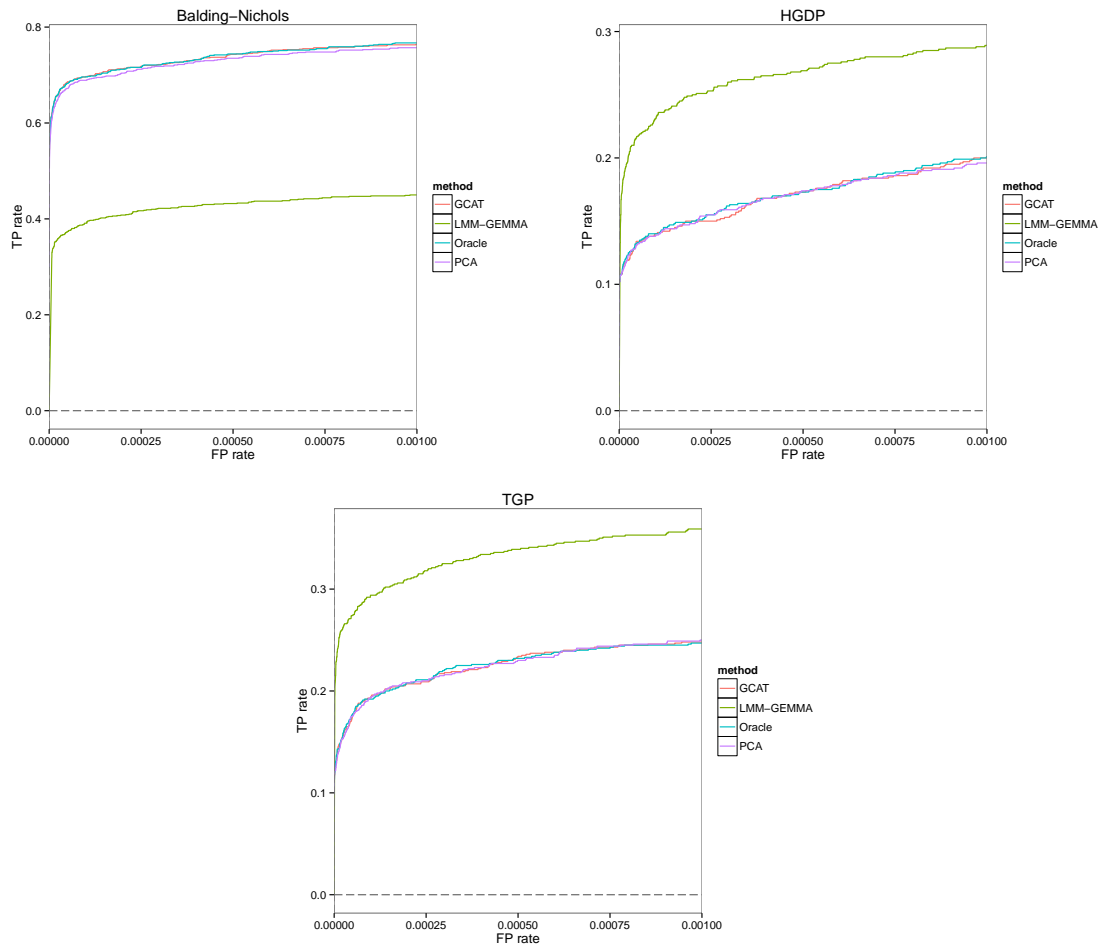 Balding−Nichols
0.8
0.6
0.4
0.2
0.0
TP rate
0.00000 0.00025 0.00050 0.00075 0.00100
FP rate
method
GCAT
LMM−GEMMA
Oracle
PCA
HGDP
0.3
0.2
0.1
0.0
TP rate
0.00000 0.00025 0.00050 0.00075 0.00100
FP rate
method
GCAT
LMM−GEMMA
Oracle
PCA
TGP
0.3
0.2
0.1
0.0
TP rate
0.00000 0.00025 0.00050 0.00075 0.00100
FP rate
method
GCAT
LMM−GEMMA
Oracle
PCA